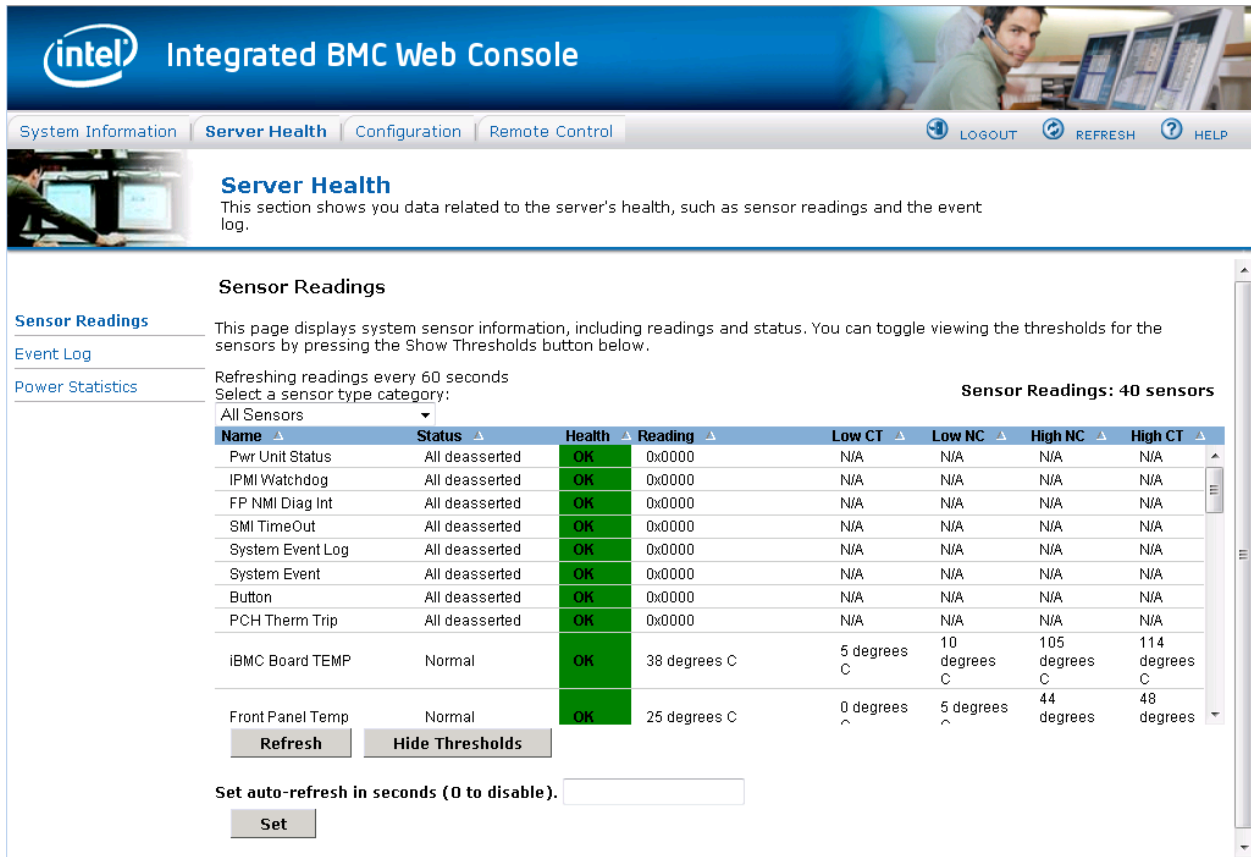 intel Integrated BMC Web Console
System Information Server Health Configuration Remote Control LOGOUT REFRESH ? HELP
Server Health
This section shows you data related to the server's health, such as sensor readings and the event
log.
Sensor Readings
Event Log
Power Statistics
Sensor Readings
This page displays system sensor information, including readings and status. You can toggle viewing the thresholds for the
sensors by pressing the Show Thresholds button below.
Refreshing readings every 60 seconds
Select a sensor type category:
Sensor Readings: 40 sensors
All Sensors
Name Status Health Reading Low CT Low NC High NC High CT
Pwr Unit Status All deasserted OK 0x0000 N/A N/A N/A N/A
IPMI Watchdog All deasserted OK 0x0000 N/A N/A N/A N/A
FP NMI Diag Int All deasserted OK 0x0000 N/A N/A N/A N/A
SMI TimeOut All deasserted OK 0x0000 N/A N/A N/A N/A
System Event Log All deasserted OK 0x0000 N/A N/A N/A N/A
System Event All deasserted OK 0x0000 N/A N/A N/A N/A
Button All deasserted OK 0x0000 N/A N/A N/A N/A
PCH Therm Trip All deasserted OK 0x0000 N/A N/A N/A N/A
iBMC Board TEMP Normal OK 38 degrees C 5 degrees C 10 degrees C 105 degrees C 114 degrees C
Front Panel Temp Normal OK 25 degrees C 0 degrees 5 degrees 44 degrees 48 degrees
Refresh Hide Thresholds
Set auto-refresh in seconds (0 to disable).
Set